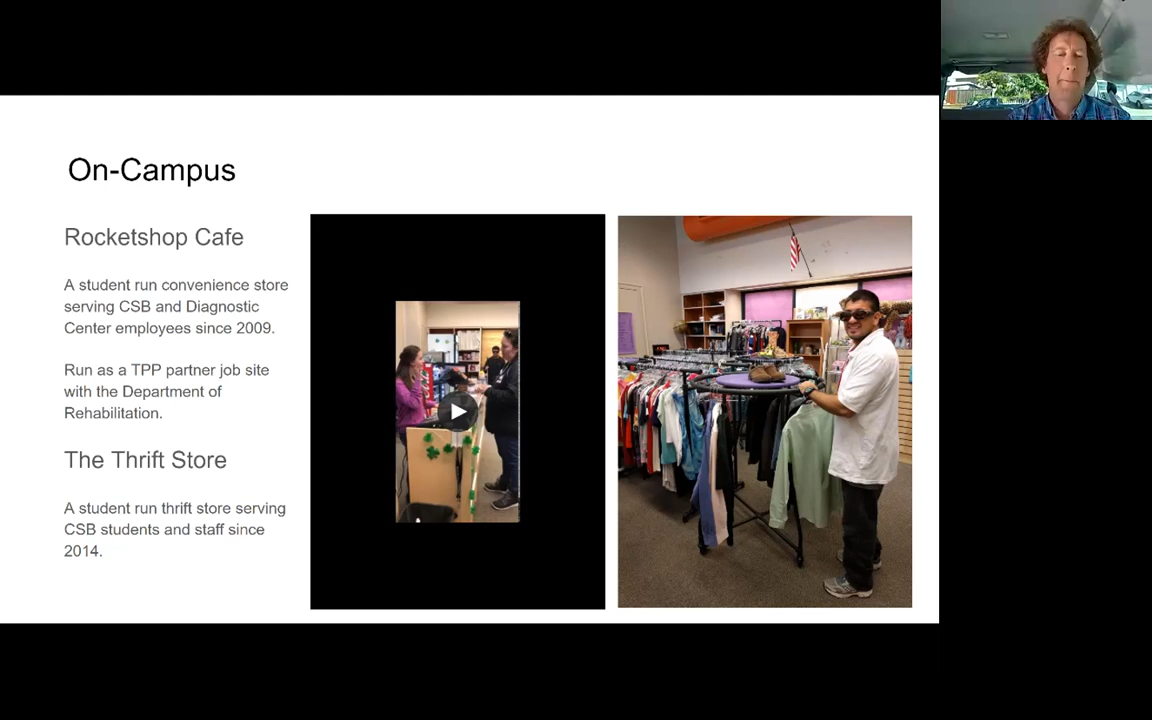 On-Campus
Rocketshop Cafe
A student run convenience store
serving CSB and Diagnostic
Center employees since 2009.
Run as a TPP partner job site
with the Department of
Rehabilitation.
The Thrift Store
A student run thrift store serving
CSB students and staff since
2014.